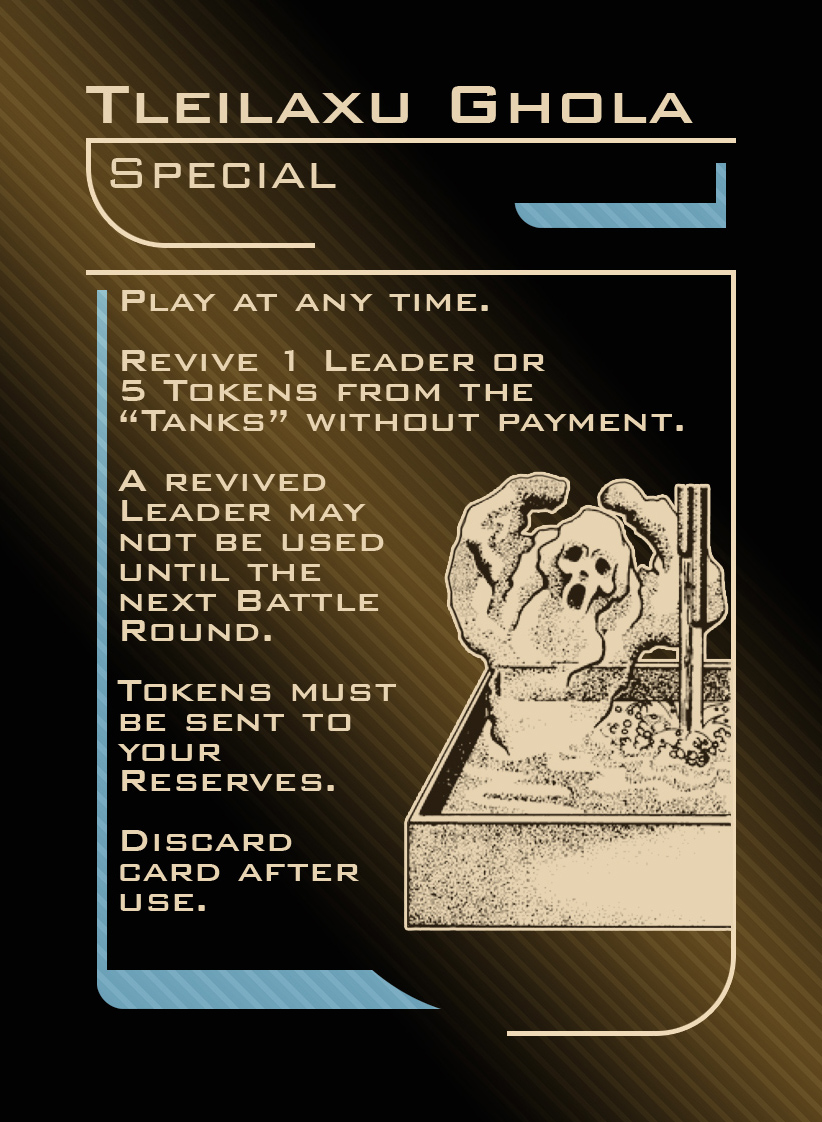 Tleilaxu Ghola
Special
Play at any time.
Revive 1 Leader or
5 Tokens from the
“Tanks” without payment.
A revived
Leader may
not be used
until the
next Battle
Round.
Tokens must
be sent to
your
Reserves.
Discard
card after
use.